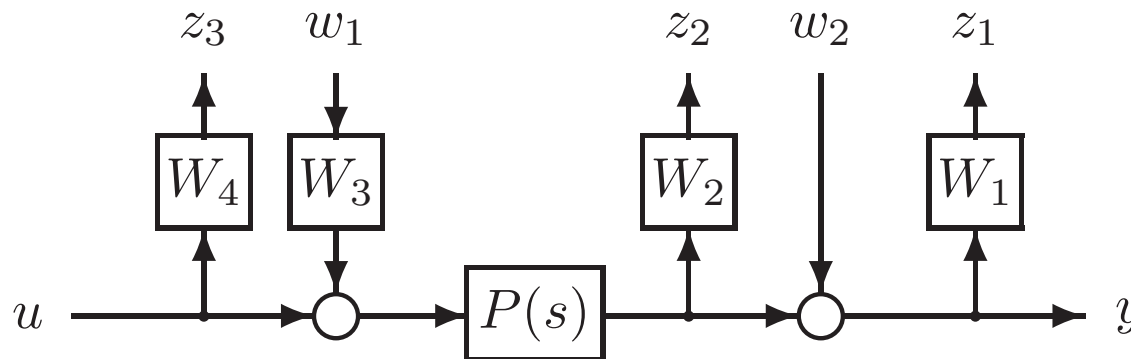 z₃ w₁ z₂ w₂ z₁
W₄ W₃ W₂ W₁
u P(s) y